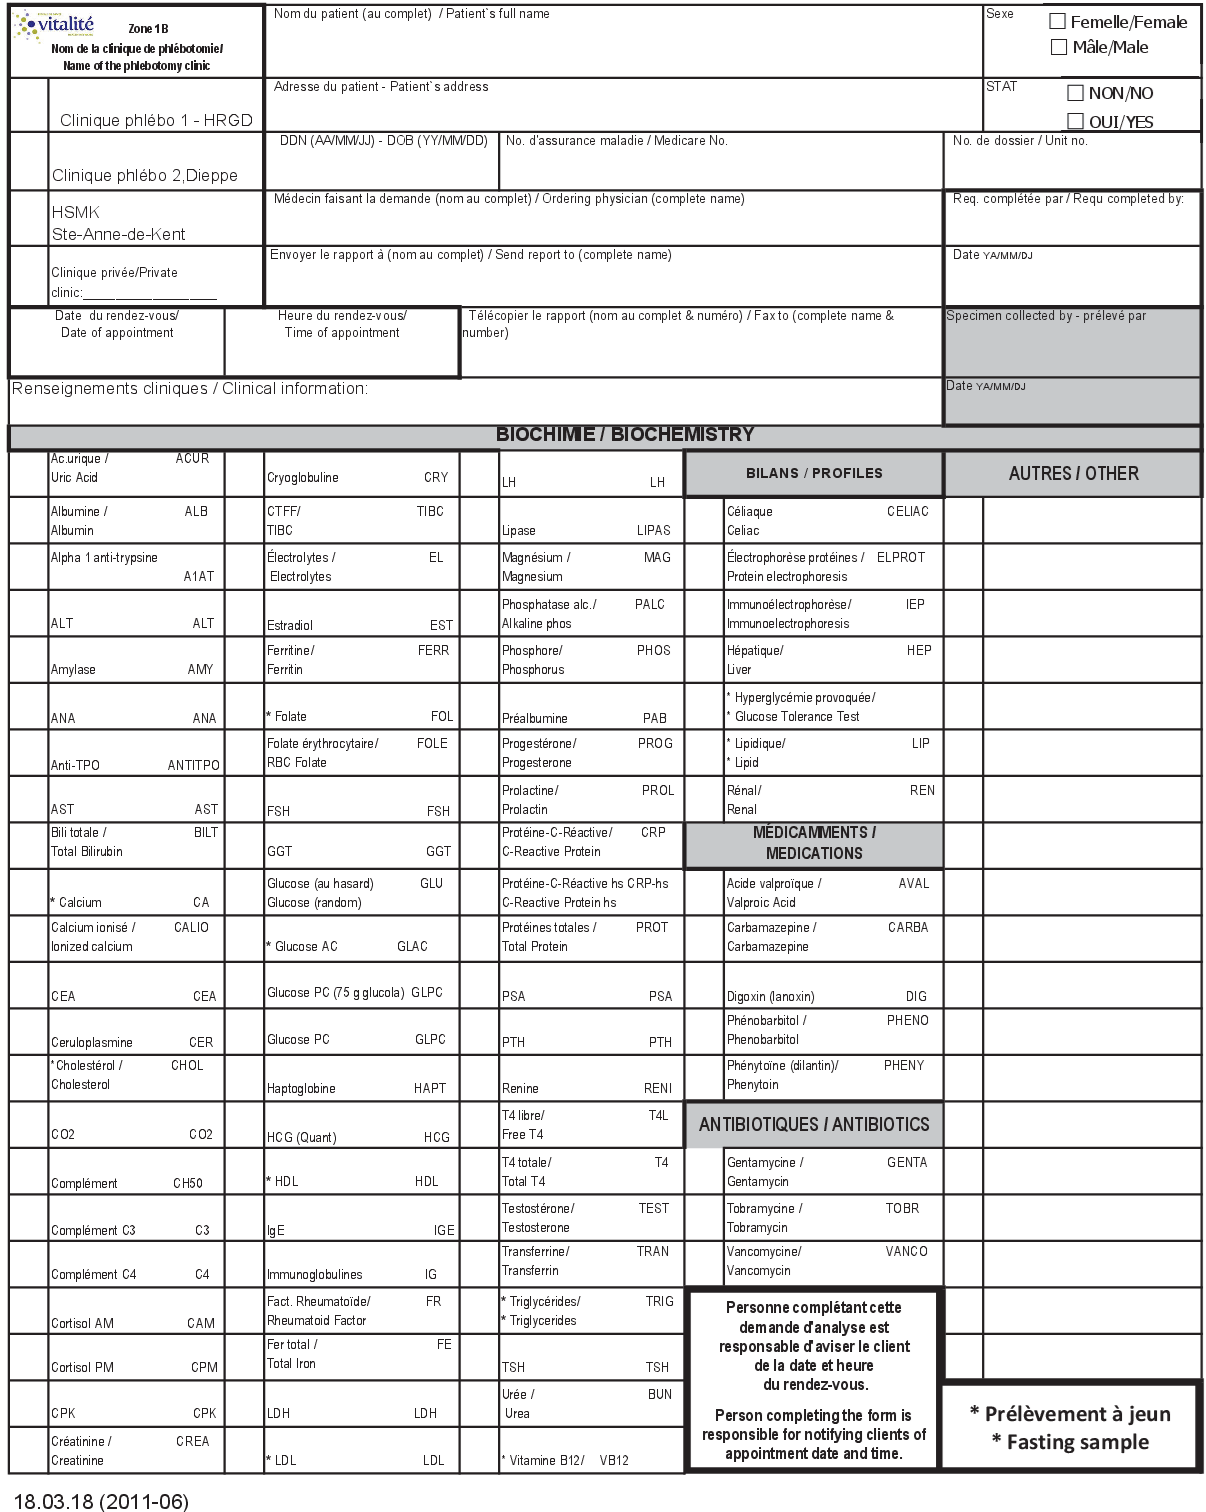 vitalité
Zone 1B
Nom de la clinique de phlébotomie/
Name of the phlebotomy clinic
Nom du patient (au complet) / Patient`s full name
Sexe
Femelle/Female
Mâle/Male
Clinique phlébo 1 - HRGD
Adresse du patient - Patient`s address
STAT
NON/NO
OUI/YES
Clinique phlébo 2,Dieppe
DDN (AA/MM/JJ) - DOB (YY/MM/DD)
No. d'assurance maladie / Medicare No.
No. de dossier / Unit no.
HSMK
Ste-Anne-de-Kent
Médecin faisant la demande (nom au complet) / Ordering physician (complete name)
Req. complétée par / Requ completed by:
Clinique privée/Private
clinic:____________________
Envoyer le rapport à (nom au complet) / Send report to (complete name)
Date YA/MM/DJ
Date du rendez-vous/
Date of appointment
Heure du rendez-vous/
Time of appointment
Télécopier le rapport (nom au complet & numéro) / Fax to (complete name &
number)
Specimen collected by - prélevé par
Renseignements cliniques / Clinical information:
Date YA/MM/DJ
BIOCHIMIE / BIOCHEMISTRY
Ac.urique / ACUR
Uric Acid
Albumine / ALB
Albumin
Alpha 1 anti-trypsine
A1AT
ALT ALT
Amylase AMY
ANA ANA
Anti-TPO ANTITPO
AST AST
Bili totale / BILT
Total Bilirubin
* Calcium CA
Calcium ionisé / CALIO
Ionized calcium
CEA CEA
Ceruloplasmine CER
*Cholestérol / CHOL
Cholesterol
CO2 CO2
Complément CH50
Complément C3 C3
Complément C4 C4
Cortisol AM CAM
Cortisol PM CPM
CPK CPK
Créatinine / CREA
Creatinine
Cryoglobuline CRY
CTFF/ TIBC
TIBC
Électrolytes / EL
Electrolytes
Estradiol EST
Ferritine/ FERR
Ferritin
* Folate FOL
Folate érythrocytaire/ FOLE
RBC Folate
FSH FSH
GGT GGT
Glucose (au hasard) GLU
Glucose (random)
* Glucose AC GLAC
Glucose PC (75 g glucola) GLPC
Glucose PC GLPC
Haptoglobine HAPT
HCG (Quant) HCG
* HDL HDL
IgE IGE
Immunoglobulines IG
Fact. Rheumatoïde/ FR
Rheumatoid Factor
Fer total / FE
Total Iron
LDH LDH
* LDL LDL
LH LH
Lipase LIPAS
Magnésium / MAG
Magnesium
Phosphatase alc./ PALC
Alkaline phos
Phosphore/ PHOS
Phosphorus
Préalbumine PAB
Progestérone/ PROG
Progesterone
Prolactine/ PROL
Prolactin
Protéine-C-Réactive/ CRP
C-Reactive Protein
Protéine-C-Réactive hs CRP-hs
C-Reactive Protein hs
Protéines totales / PROT
Total Protein
PSA PSA
PTH PTH
Renine RENI
T4 libre/ T4L
Free T4
T4 totale/ T4
Total T4
Testostérone/ TEST
Testosterone
Transferrine/ TRAN
Transferrin
* Triglycérides/ TRIG
* Triglycerides
TSH TSH
Urée / BUN
Urea
* Vitamine B12/ VB12
BILANS / PROFILES
Céliaque CELIAC
Celiac
Électrophorèse protéines / ELPROT
Protein electrophoresis
Immunoélectrophorèse/ IEP
Immunoelectrophoresis
Hépatique/ HEP
Liver
* Hyperglycémie provoquée/
* Glucose Tolerance Test
* Lipidique/ LIP
* Lipid
Rénal/ REN
Renal
MÉDICAMMENTS /
MEDICATIONS
Acide valproïque / AVAL
Valproic Acid
Carbamazepine / CARBA
Carbamazepine
Digoxin (lanoxin) DIG
Phénobarbitol / PHENO
Phenobarbitol
Phénytoïne (dilantin)/ PHENY
Phenytoin
ANTIBIOTIQUES / ANTIBIOTICS
Gentamycine / GENTA
Gentamycin
Tobramycine / TOBR
Tobramycin
Vancomycine/ VANCO
Vancomycin
Personne complétant cette
demande d'analyse est
responsable d'aviser le client
de la date et heure
du rendez-vous.
Person completing the form is
responsible for notifying clients of
appointment date and time.
AUTRES / OTHER
* Prélèvement à jeun
* Fasting sample
18.03.18 (2011-06)